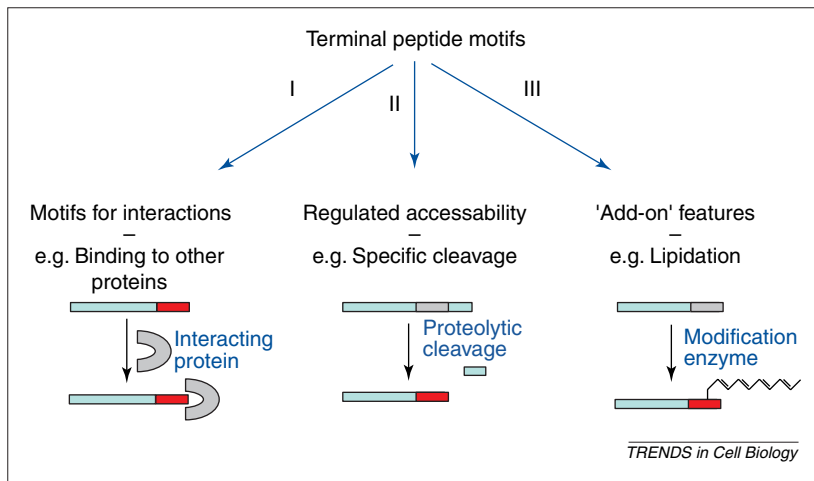 Terminal peptide motifs
I
II
III
Motifs for interactions
–
e.g. Binding to other
proteins
Interacting
protein
Regulated accessability
–
e.g. Specific cleavage
Proteolytic
cleavage
'Add-on' features
–
e.g. Lipidation
Modification
enzyme
TRENDS in Cell Biology